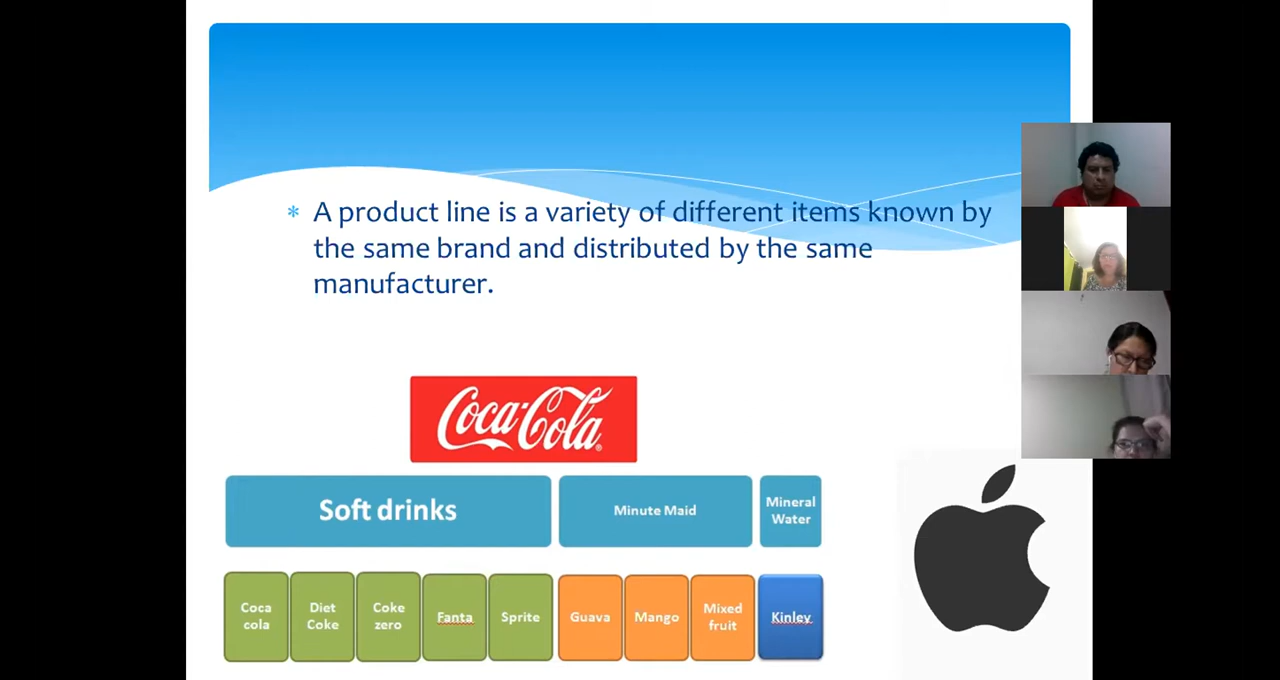 * A product line is a variety of different items known by
the same brand and distributed by the same
manufacturer.
Coca-Cola®
Soft drinks
Minute Maid
Mineral
Water
Coca
cola
Diet
Coke
Coke
zero
Fanta
Sprite
Guava
Mango
Mixed
fruit
Kinley